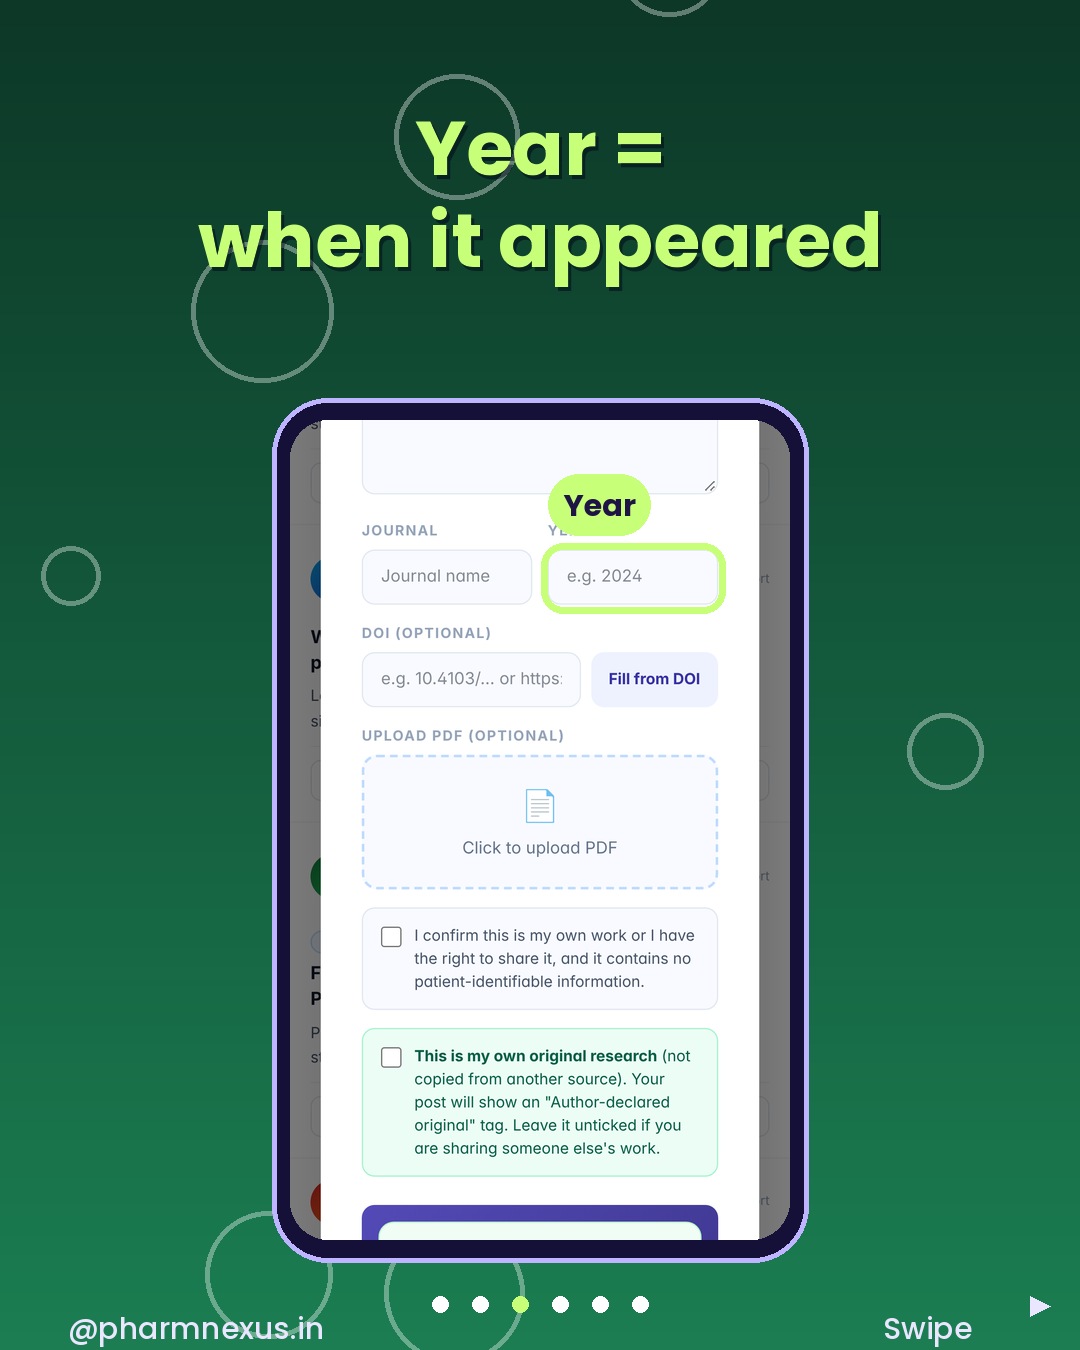 Year =
when it appeared
Year
JOURNAL
Journal name
e.g. 2024
DOI (OPTIONAL)
e.g. 10.4103/... or https:
Fill from DOI
UPLOAD PDF (OPTIONAL)
Click to upload PDF
I confirm this is my own work or I have
the right to share it, and it contains no
patient-identifiable information.
This is my own original research (not
copied from another source). Your
post will show an "Author-declared
original" tag. Leave it unticked if you
are sharing someone else's work.
@pharmnexus.in
Swipe